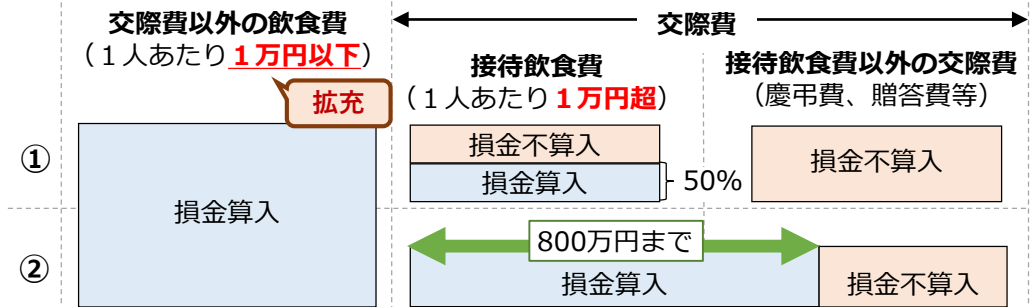 交際費以外の飲食費
（１人あたり１万円以下）
拡充
交際費
接待飲食費
（１人あたり１万円超）
接待飲食費以外の交際費
（慶弔費、贈答費等）
①
損金算入
損金不算入
損金算入
50%
損金不算入
②
800万円まで
損金算入
損金不算入